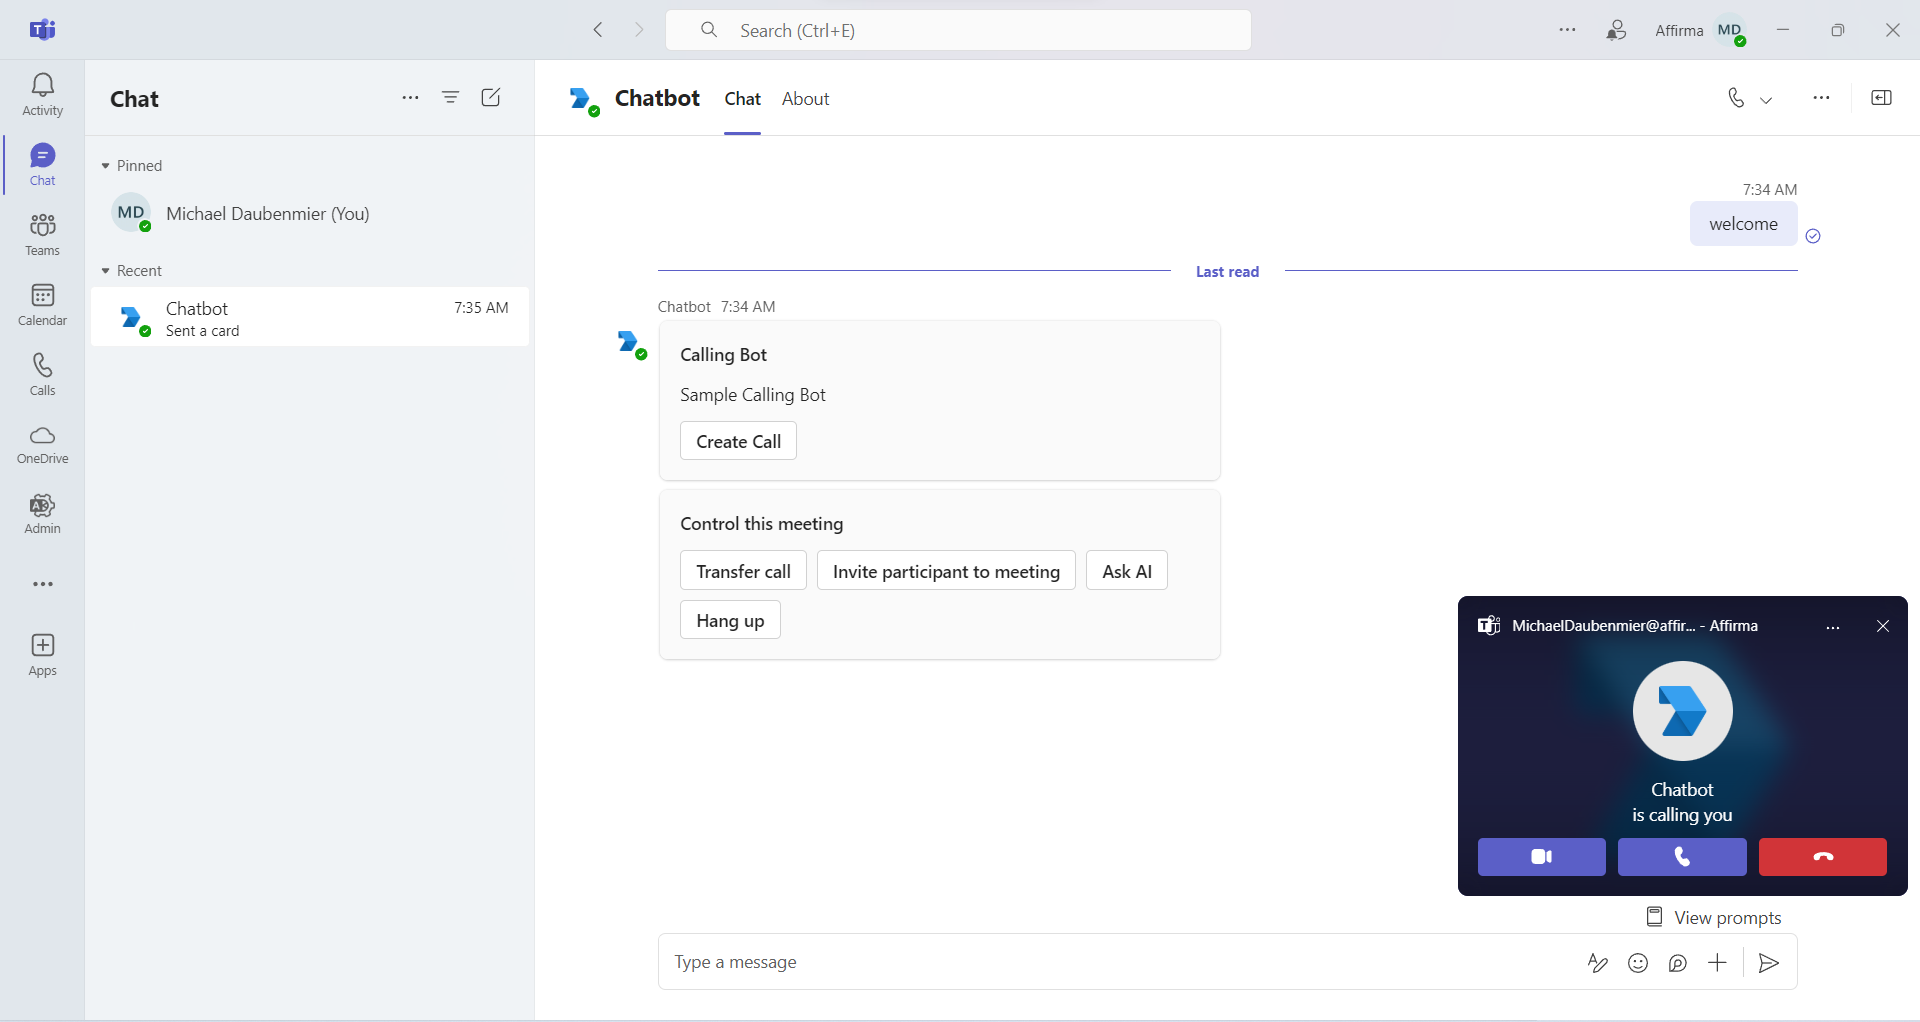 Search (Ctrl+E)
Affirma
MD
Activity
Chat
Teams
Calendar
Calls
OneDrive
Admin
Apps
Chat
Pinned
MD
Michael Daubenmier (You)
Recent
Chatbot
7:35 AM
Sent a card
Chatbot
Chat
About
7:34 AM
welcome
Last read
Chatbot 7:34 AM
Calling Bot
Sample Calling Bot
Create Call
Control this meeting
Transfer call
Invite participant to meeting
Ask AI
Hang up
MichaelDaubenmier@affir... - Affirma
Chatbot
is calling you
View prompts
Type a message